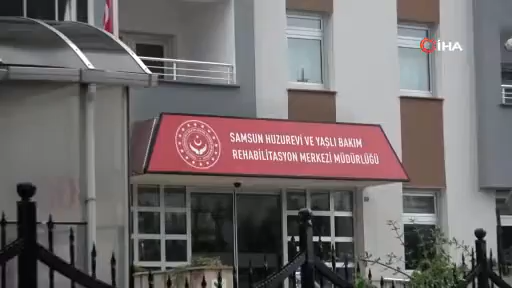 İHA
SAMSUN HUZUREVİ VE YAŞLI BAKIM
REHABİLİTASYON MERKEZİ MÜDÜRLÜĞÜ